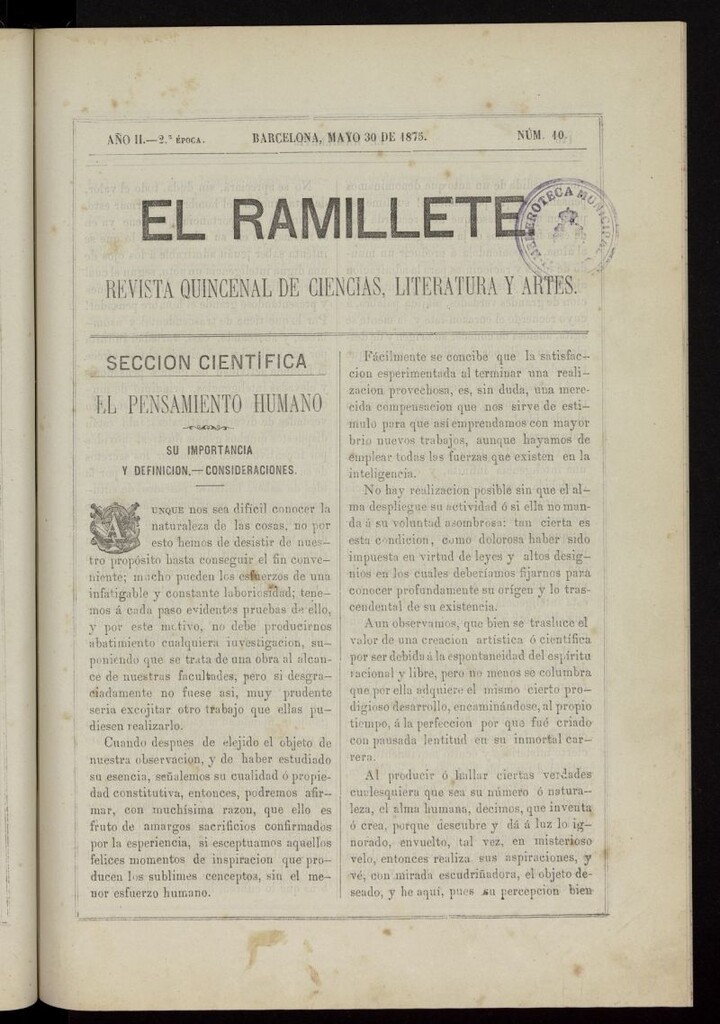 AÑO II.—2.ª ÉPOCA.
BARCELONA, MAYO 30 DE 1875.
NÚM. 10.
EL RAMILLETE
HEMEROTECA MUNICIPAL
REVISTA QUINCENAL DE CIENCIAS, LITERATURA Y ARTES.
SECCION CIENTÍFICA
EL PENSAMIENTO HUMANO
SU IMPORTANCIA
Y DEFINICION.—CONSIDERACIONES.
AUNQUE nos sea difícil conocer la
naturaleza de las cosas, no por
esto hemos de desistir de nues-
tro propósito hasta conseguir el fin conve-
niente; mucho pueden los esfuerzos de una
infatigable y constante laboriosidad; tene-
mos á cada paso evidentes pruebas de ello,
y por este motivo, no debe producirnos
abatimiento cualquiera investigacion, su-
poniendo que se trata de una obra al alcan-
ce de nuestras facultades, pero si desgra-
ciadamente no fuese asi, muy prudente
seria excojitar otro trabajo que ellas pu-
diesen realizarlo.
Cuando despues de elejido el objeto de
nuestra observacion, y de haber estudiado
su esencia, señalemos su cualidad ó propie-
dad constitutiva, entonces, podremos afir-
mar, con muchísima razon, que ello es
fruto de amargos sacrificios confirmados
por la esperiencia, si esceptuamos aquellos
felices momentos de inspiracion que pro-
ducen los sublimes conceptos, sin el me-
nor esfuerzo humano.
Fácilmente se concibe que la satisfac-
cion esperimentada al terminar una reali-
zacion provechosa, es, sin duda, una mere-
cida compensacion que nos sirve de estí-
mulo para que así emprendamos con mayor
brio nuevos trabajos, aunque hayamos de
emplear todas las fuerzas que existen en la
inteligencia.
No hay realizacion posible sin que el al-
ma despliegue su actividad ó si ella no man-
da á su voluntad asombrosa: tan cierta es
esta condicion, como dolorosa haber sido
impuesta en virtud de leyes y altos desig-
nios en los cuales deberíamos fijarnos para
conocer profundamente su orígen y lo tras-
cendental de su existencia.
Aun observamos, que bien se trasluce el
valor de una creacion artística ó científica
por ser debida á la espontaneidad del espíritu
racional y libre, pero no menos se columbra
que por ella adquiere el mismo cierto pro-
digioso desarrollo, encaminándose, al propio
tiempo, á la perfeccion por que fué criado
con pausada lentitud en su inmortal car-
rera.
Al producir ó hallar ciertas verdades
cualesquiera que sea su número ó natura-
leza, el alma humana, decimos, que inventa
ó crea, porque descubre y dá á luz lo ig-
norado, envuelto, tal vez, en misterioso
velo, entonces realiza sus aspiraciones, y
vé, con mirada escudriñadora, el objeto de-
seado, y he aquí, pues su percepcion bien